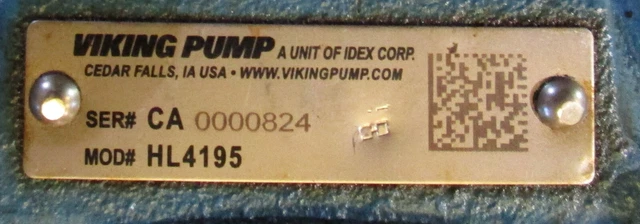 VIKING PUMP A UNIT OF IDEX CORP.
CEDAR FALLS, IA USA • WWW.VIKINGPUMP.COM
SER# CA 0000824
MOD# HL4195